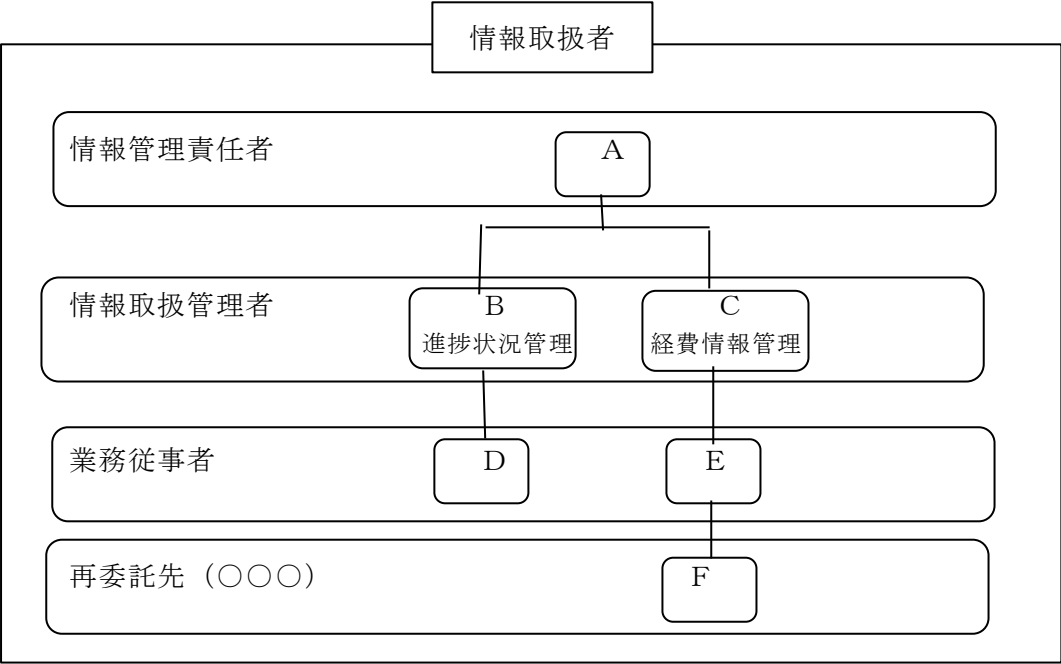 情報取扱者
情報管理責任者
A
情報取扱管理者
B
進捗状況管理
C
経費情報管理
業務従事者
D
E
再委託先(○○○)
F